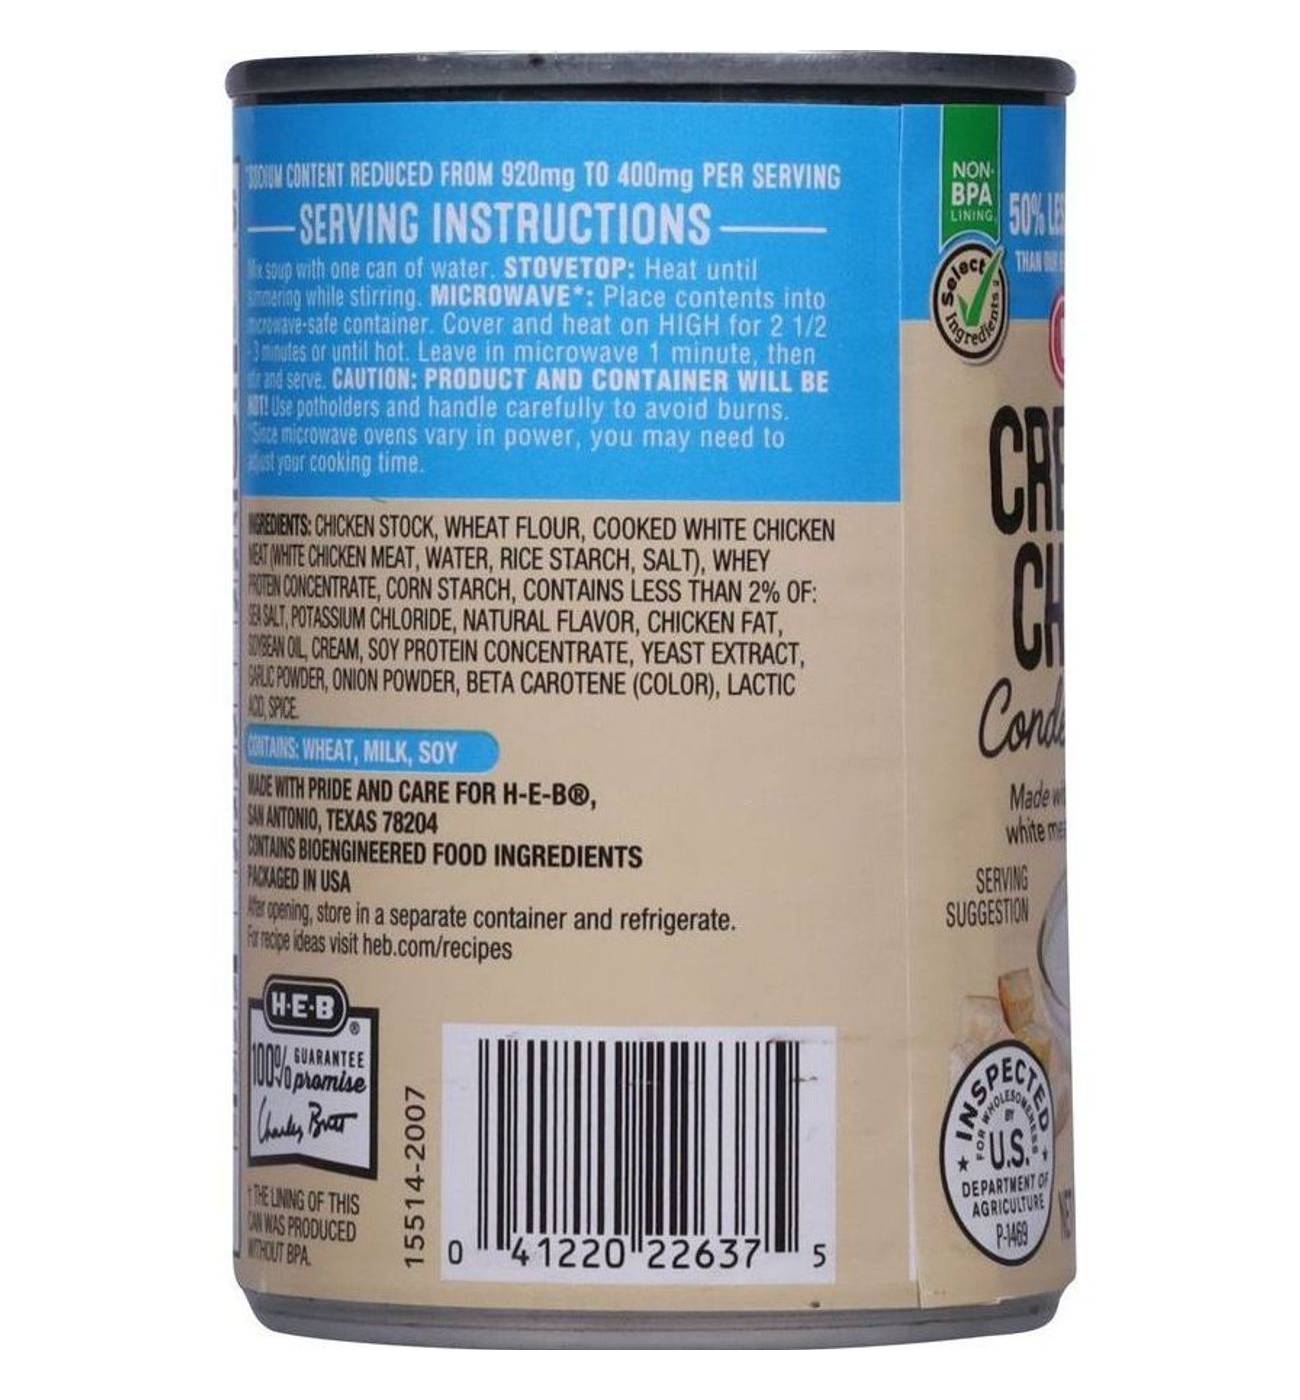 *SODIUM CONTENT REDUCED FROM 920mg TO 400mg PER SERVING
SERVING INSTRUCTIONS
Mix soup with one can of water. STOVETOP: Heat until
simmering while stirring. MICROWAVE*: Place contents into
microwave-safe container. Cover and heat on HIGH for 2 1/2
- 3 minutes or until hot. Leave in microwave 1 minute, then
stir and serve. CAUTION: PRODUCT AND CONTAINER WILL BE
HOT! Use potholders and handle carefully to avoid burns.
*Since microwave ovens vary in power, you may need to
adjust your cooking time.
INGREDIENTS: CHICKEN STOCK, WHEAT FLOUR, COOKED WHITE CHICKEN
MEAT (WHITE CHICKEN MEAT, WATER, RICE STARCH, SALT), WHEY
PROTEIN CONCENTRATE, CORN STARCH, CONTAINS LESS THAN 2% OF:
SEA SALT, POTASSIUM CHLORIDE, NATURAL FLAVOR, CHICKEN FAT,
SOYBEAN OIL, CREAM, SOY PROTEIN CONCENTRATE, YEAST EXTRACT,
GARLIC POWDER, ONION POWDER, BETA CAROTENE (COLOR), LACTIC
ACID, SPICE.
CONTAINS: WHEAT, MILK, SOY
MADE WITH PRIDE AND CARE FOR H-E-B®,
SAN ANTONIO, TEXAS 78204
CONTAINS BIOENGINEERED FOOD INGREDIENTS
PACKAGED IN USA
After opening, store in a separate container and refrigerate.
For recipe ideas visit heb.com/recipes
H-E-B ®
100% GUARANTEE
promise
Charles Butt
† THE LINING OF THIS
CAN WAS PRODUCED
WITHOUT BPA.
15514-2007
0 41220 22637 5
NON-
BPA
LINING
Select
Ingredients
50% LES
THAN
CRE
CH
Conde
Made wi
white me
SERVING
SUGGESTION
INSPECTED
FOR WHOLESOMENESS
BY
U.S.
DEPARTMENT OF
AGRICULTURE
P-1469
NET